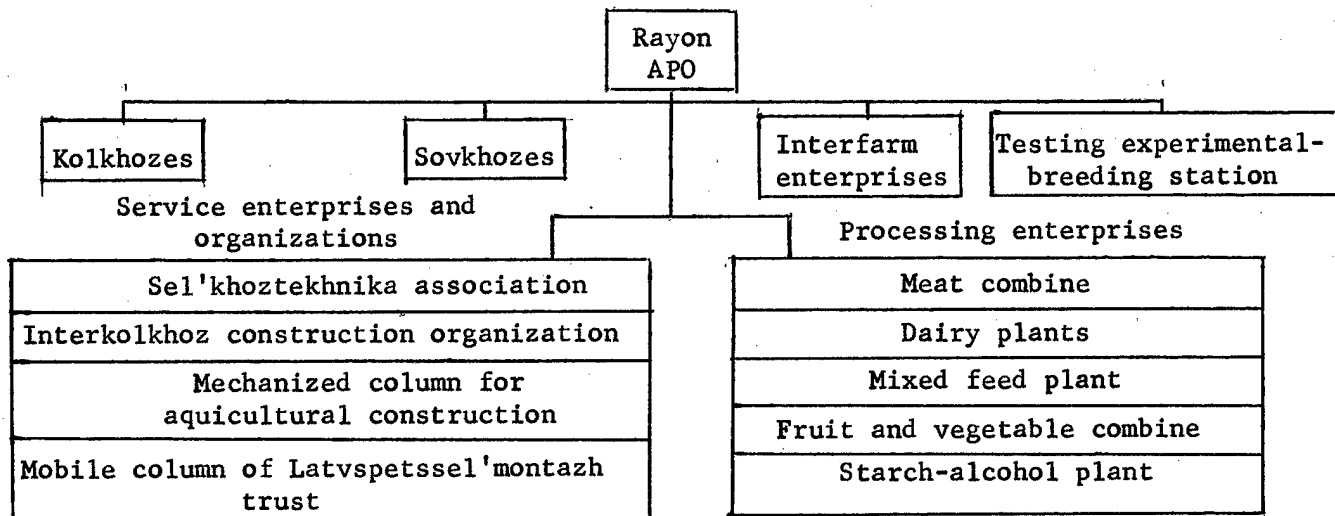 Rayon
APO
Kolkhozes
Sovkhozes
Interfarm
enterprises
Testing experimental-
breeding station
Service enterprises and
organizations
Sel'khoztekhnika association
Interkolkhoz construction organization
Mechanized column for
aquicultural construction
Mobile column of Latvspetssel'montazh
trust
Processing enterprises
Meat combine
Dairy plants
Mixed feed plant
Fruit and vegetable combine
Starch-alcohol plant